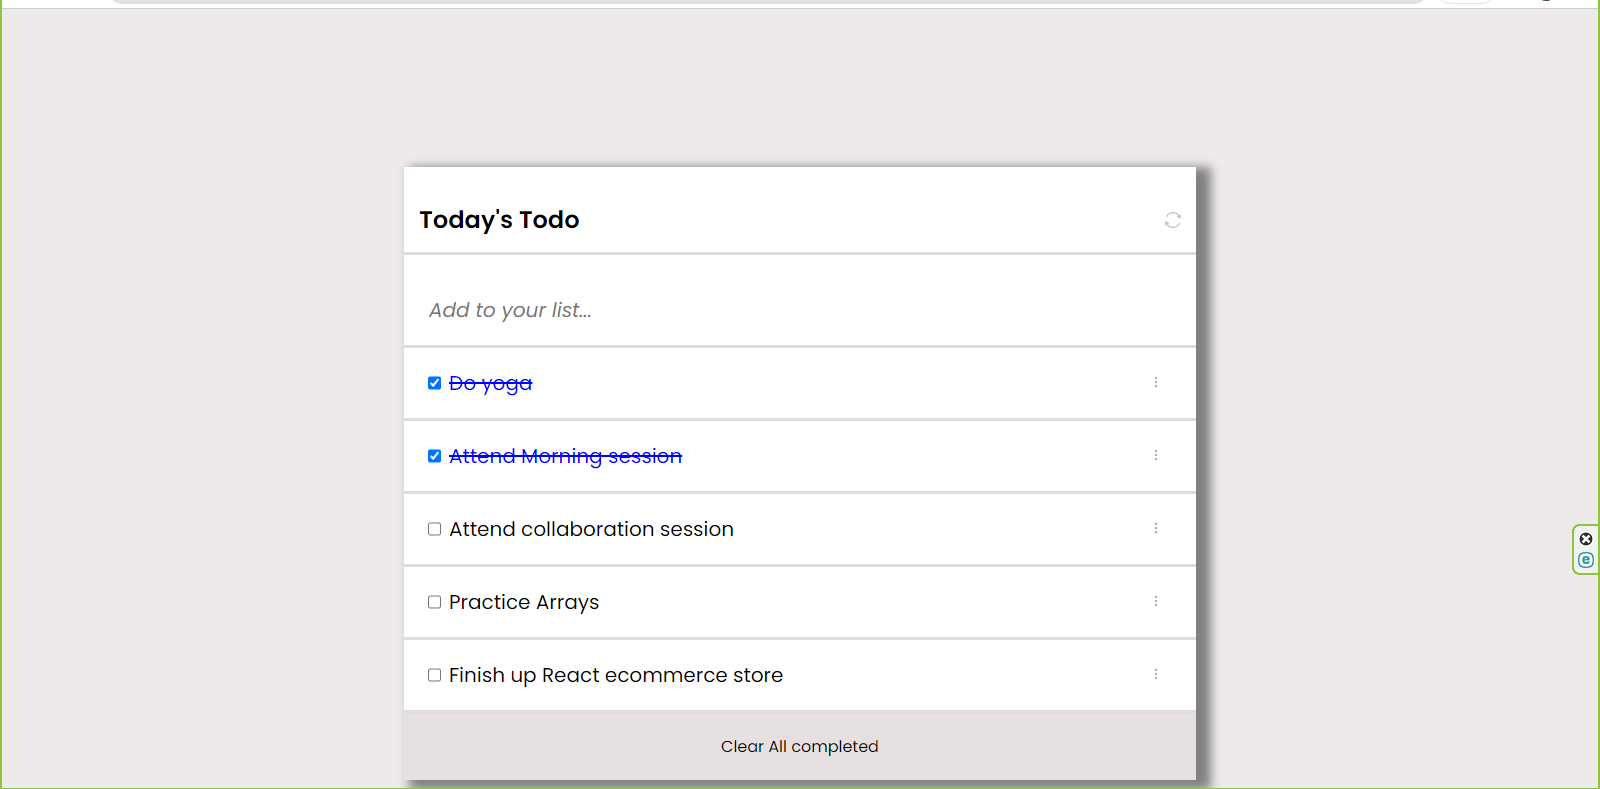 Today's Todo
Add to your list...
Do yoga
Attend Morning session
Attend collaboration session
Practice Arrays
Finish up React ecommerce store
Clear All completed
e